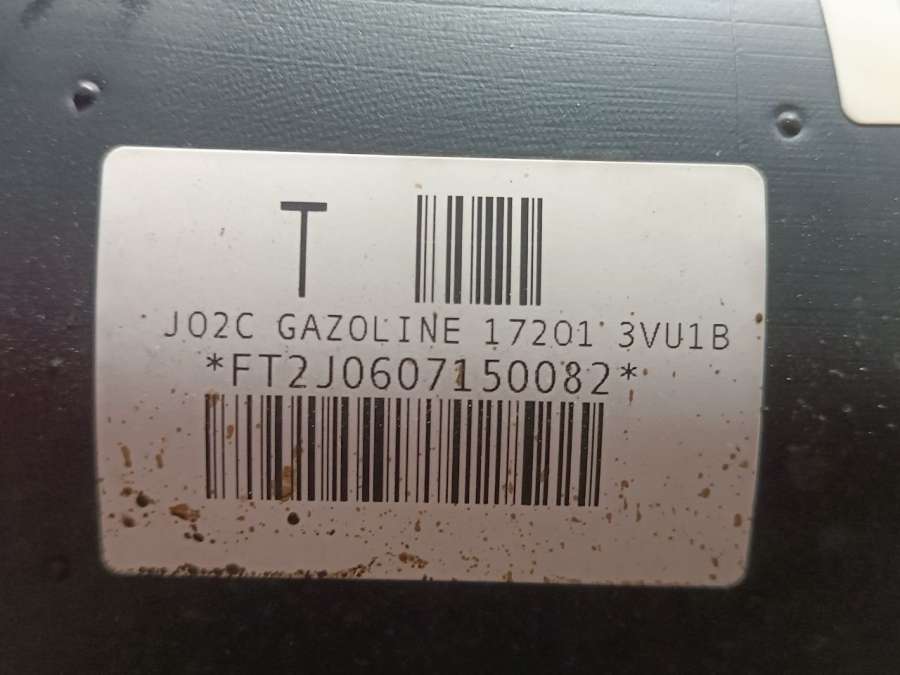 T
J02C GAZOLINE 17201 3VU1B
*FT2J0607150082*